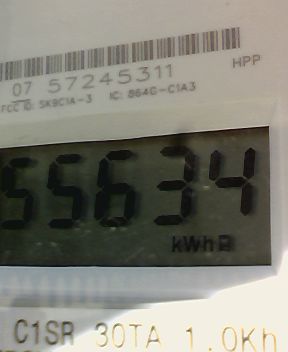 HPP
07 57245311
FCC ID: SK9C1A-3 IC: 864G-C1A3
55634
kWh
C1SR 30TA 1.0Kh